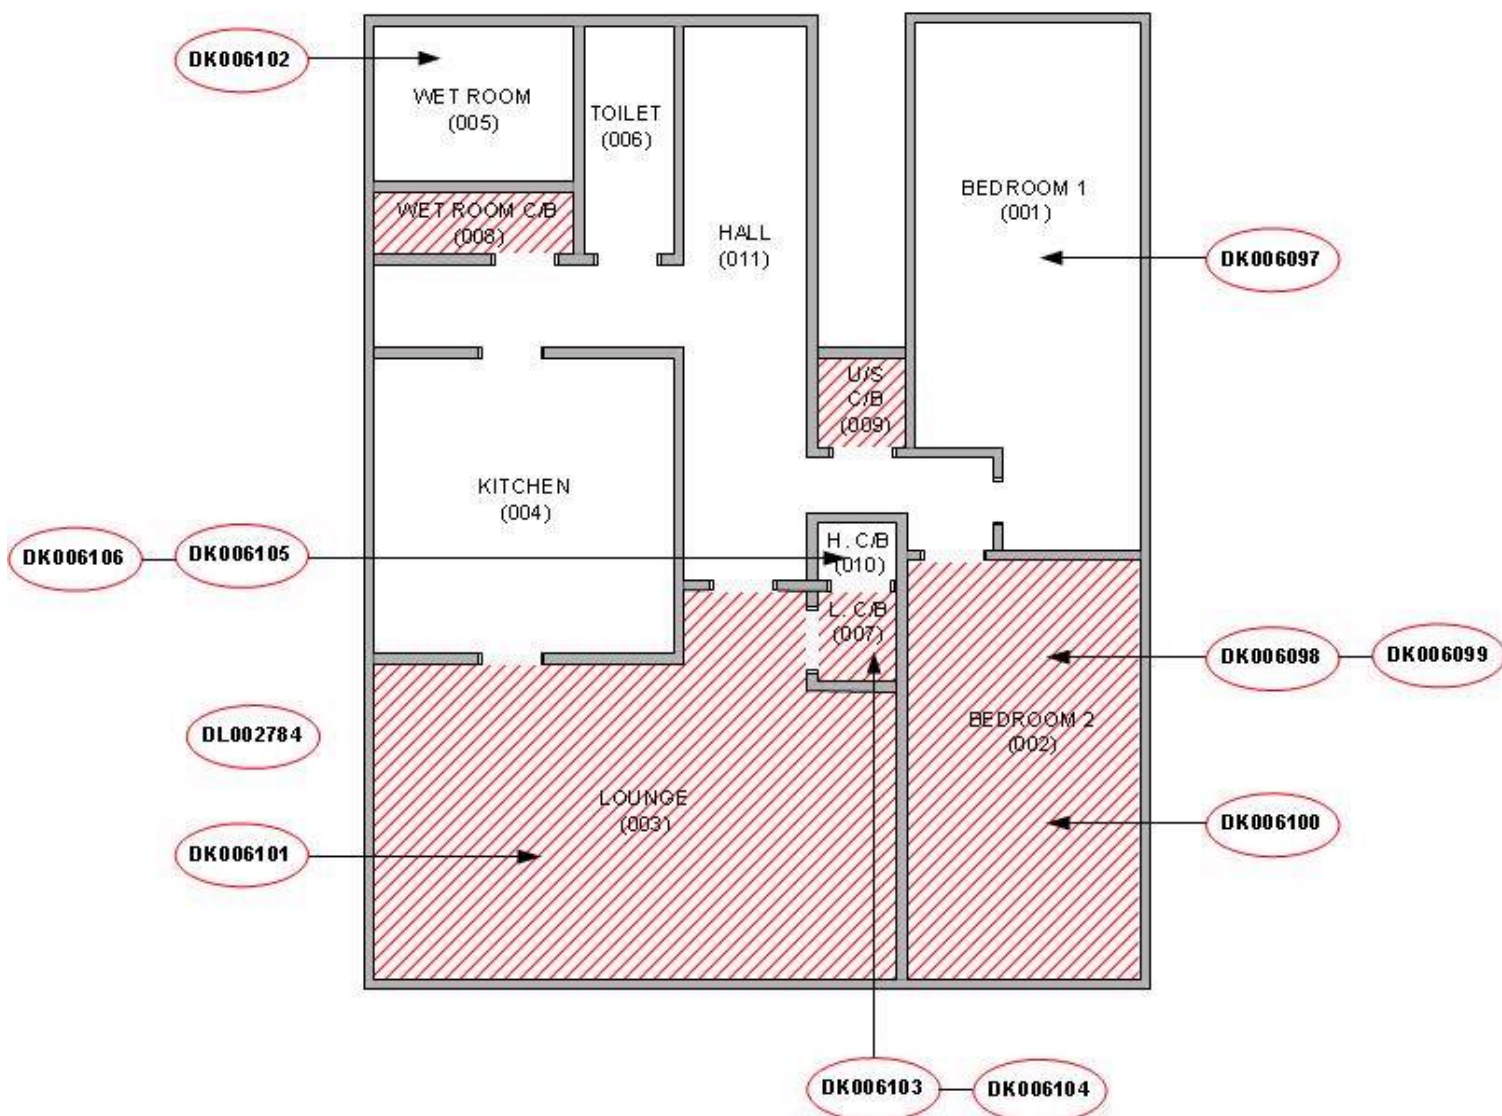 DK006102
WET ROOM
(005)
TOILET
(006)
WET ROOM C/B
(008)
HALL
(011)
BEDROOM 1
(001)
DK006097
U/S
C/B
(009)
KITCHEN
(004)
DK006106
DK006105
H. C/B
(010)
L. C/B
(007)
DK006098
DK006099
BEDROOM 2
(002)
DL002784
LOUNGE
(003)
DK006100
DK006101
DK006103
DK006104